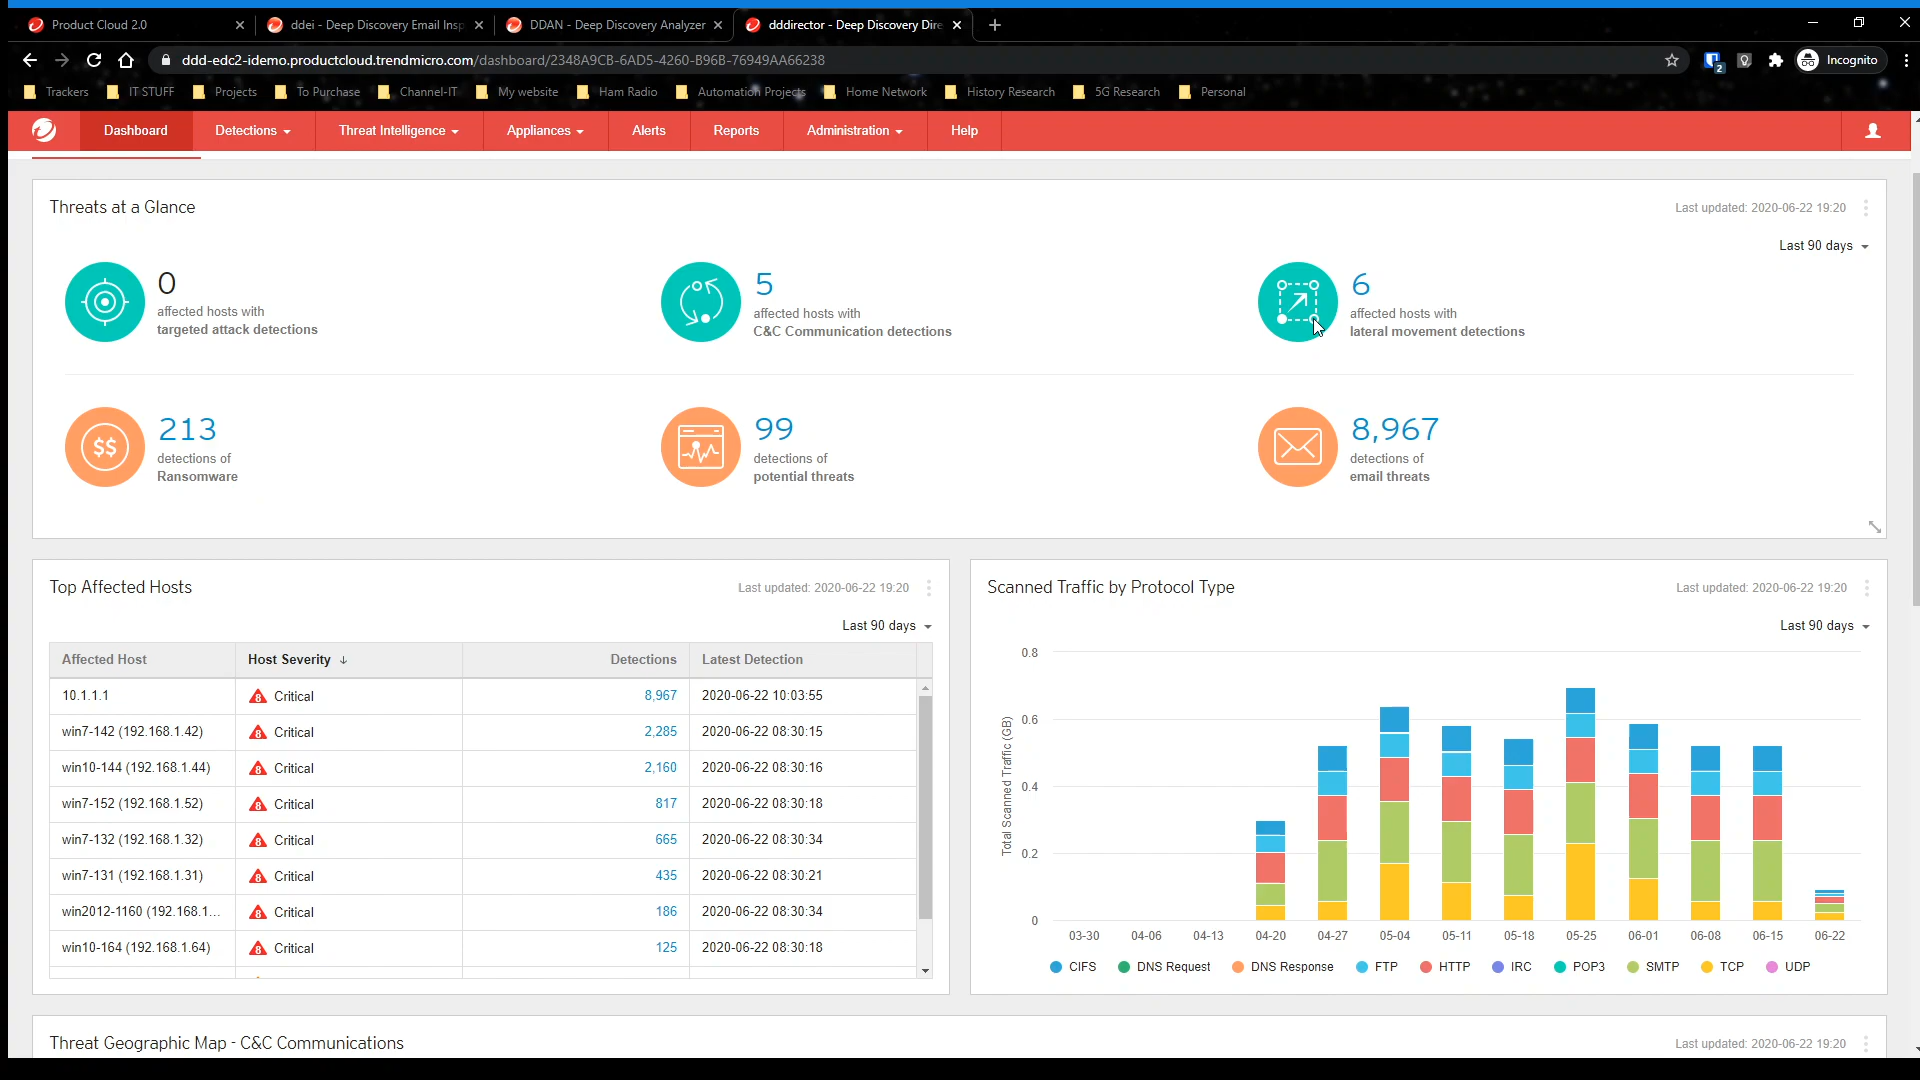 Product Cloud 2.0
ddei - Deep Discovery Email Insp
DDAN - Deep Discovery Analyzer
dddirector - Deep Discovery Dire
ddd-edc2-idemo.productcloud.trendmicro.com/dashboard/2348A9CB-6AD5-4260-B96B-76949AA66238
2
Incognito
Trackers
IT STUFF
Projects
To Purchase
Channel-IT
My website
Ham Radio
Automation Projects
Home Network
History Research
5G Research
Personal
Dashboard
Detections
Threat Intelligence
Appliances
Alerts
Reports
Administration
Help
Threats at a Glance
Last updated: 2020-06-22 19:20
Last 90 days
0
affected hosts with
targeted attack detections
5
affected hosts with
C&C Communication detections
6
affected hosts with
lateral movement detections
$$
213
detections of
Ransomware
99
detections of
potential threats
8,967
detections of
email threats
Top Affected Hosts
Last updated: 2020-06-22 19:20
Last 90 days
Affected Host Host Severity Detections Latest Detection
10.1.1.1 8 Critical 8,967 2020-06-22 10:03:55
win7-142 (192.168.1.42) 8 Critical 2,285 2020-06-22 08:30:15
win10-144 (192.168.1.44) 8 Critical 2,160 2020-06-22 08:30:16
win7-152 (192.168.1.52) 8 Critical 817 2020-06-22 08:30:18
win7-132 (192.168.1.32) 8 Critical 665 2020-06-22 08:30:34
win7-131 (192.168.1.31) 8 Critical 435 2020-06-22 08:30:21
win2012-1160 (192.168.1... 8 Critical 186 2020-06-22 08:30:34
win10-164 (192.168.1.64) 8 Critical 125 2020-06-22 08:30:18
Scanned Traffic by Protocol Type
Last updated: 2020-06-22 19:20
Last 90 days
Total Scanned Traffic (GB)
0.8
0.6
0.4
0.2
0
03-30 04-06 04-13 04-20 04-27 05-04 05-11 05-18 05-25 06-01 06-08 06-15 06-22
CIFS DNS Request DNS Response FTP HTTP IRC POP3 SMTP TCP UDP
Threat Geographic Map - C&C Communications
Last updated: 2020-06-22 19:20